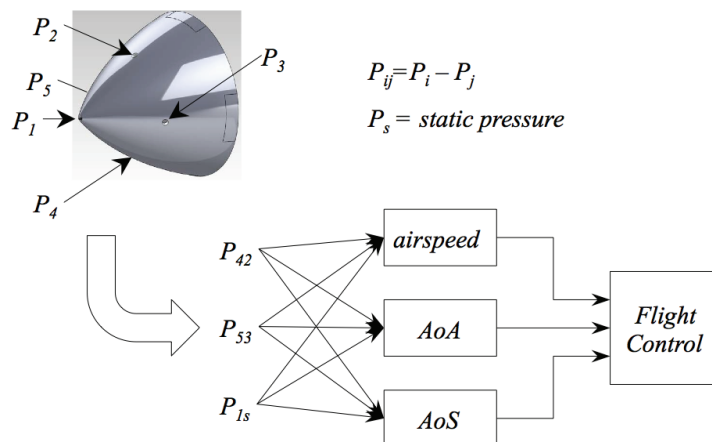 P2
P5
P3
P1
P4
Pij=Pi – Pj
Ps = static pressure
P42
P53
P1s
airspeed
AoA
AoS
Flight
Control